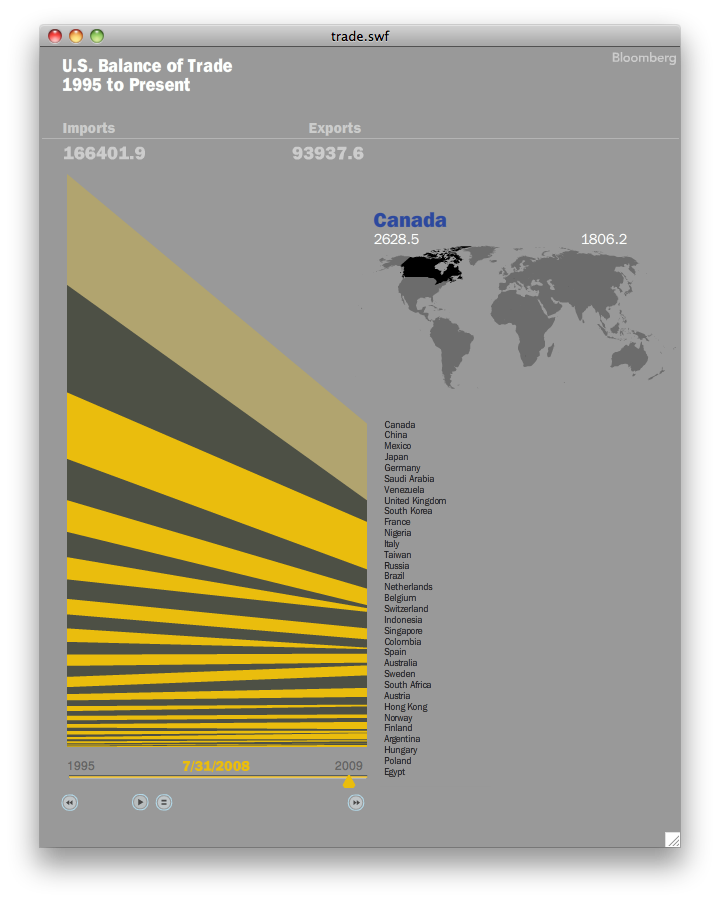 trade.swf
Bloomberg
U.S. Balance of Trade
1995 to Present
Imports Exports
166401.9 93937.6
Canada
2628.5 1806.2
Canada
China
Mexico
Japan
Germany
Saudi Arabia
Venezuela
United Kingdom
South Korea
France
Nigeria
Italy
Taiwan
Russia
Brazil
Netherlands
Belgium
Switzerland
Indonesia
Singapore
Colombia
Spain
Australia
Sweden
South Africa
Austria
Hong Kong
Norway
Finland
Argentina
Hungary
Poland
Egypt
1995 7/31/2008 2009